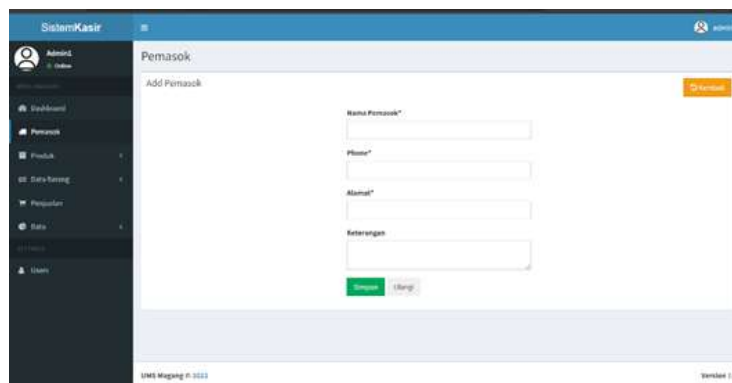 SistemKasir
Admin1
Online
Dashboard
Pemasok
Produk
Data Barang
Penjualan
Data
SETTINGS
Users
Pemasok
Add Pemasok
Kembali
Nama Pemasok*
Phone*
Alamat*
Keterangan
Simpan
Ulangi
UMS Magang ©
Version